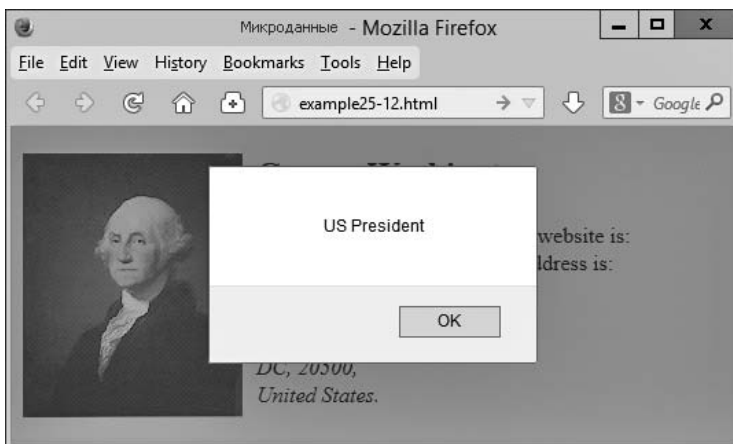 Микроданные - Mozilla Firefox
File Edit View History Bookmarks Tools Help
example25-12.html
Google
US President
website is:
address is:
OK
DC, 20500,
United States.